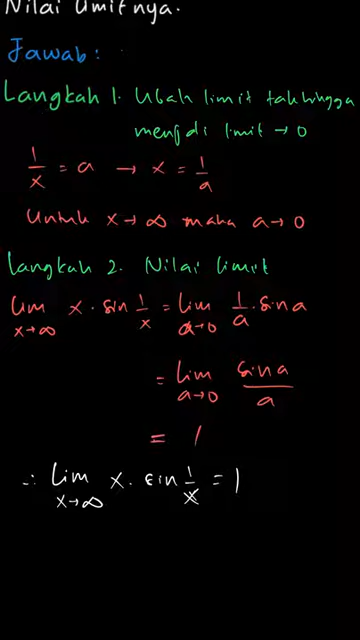 Nilai limitnya.
Jawab:
Langkah 1. Ubah limit takhingga
menjdi limit → 0
1/x = a → x = 1/a
Untuk x → ∞ maka a → 0
Langkah 2. Nilai limit
lim x→∞ x · sin 1/x = lim a→0 1/a · sin a
= lim a→0 sin a / a
= 1
∴ lim x→∞ x · sin 1/x = 1